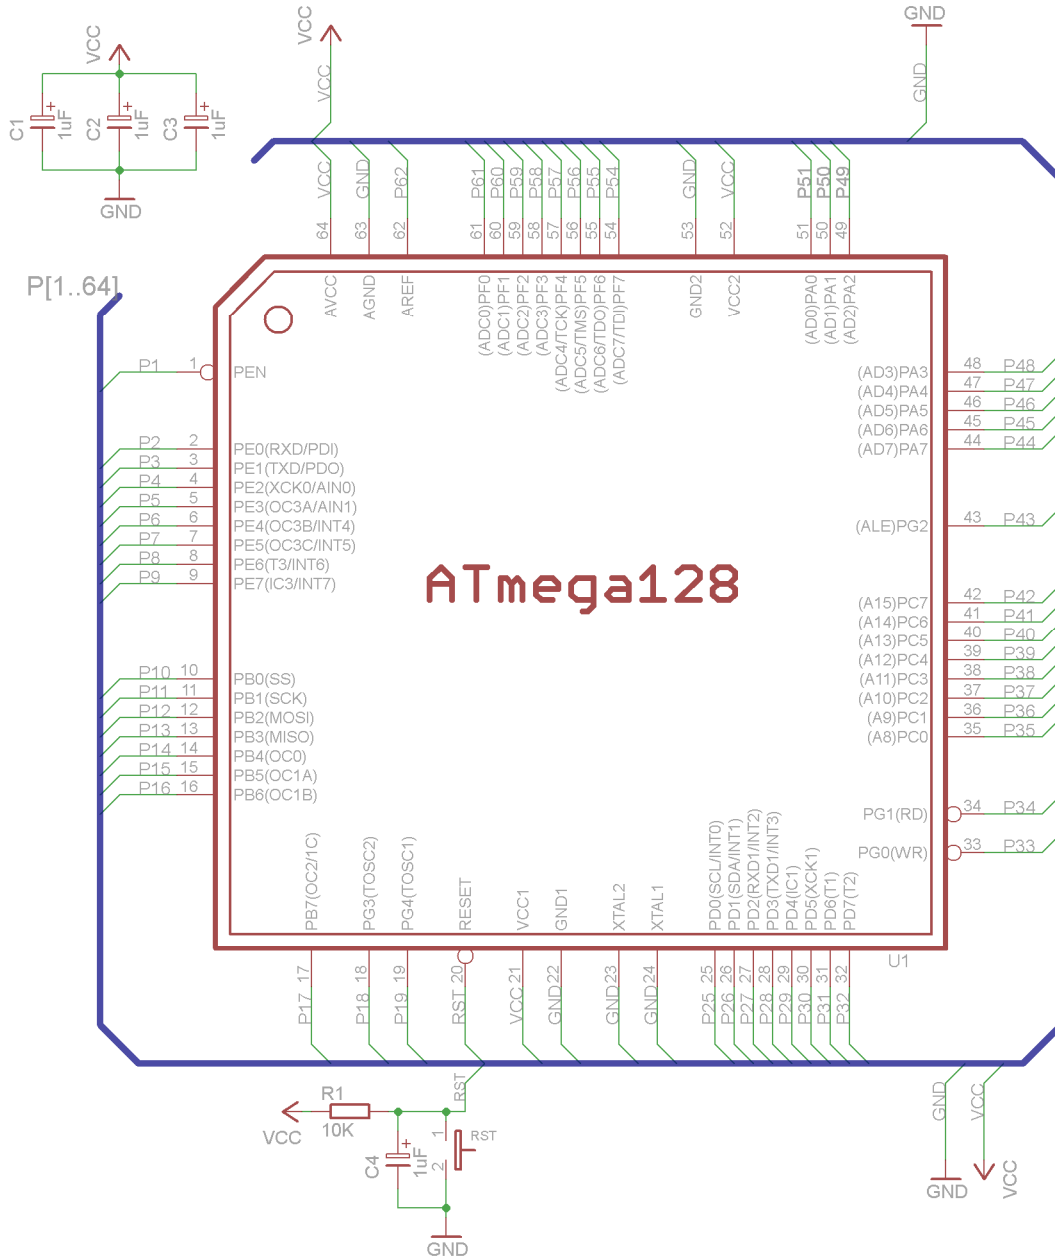 VCC
C1
1uF
C2
1uF
C3
1uF
GND
VCC
VCC
GND
GND
VCC
GND
P62
P61
P60
P59
P58
P57
P56
P55
P54
GND
VCC
P51
P50
P49
64
63
62
61
60
59
58
57
56
55
54
53
52
51
50
49
AVCC
AGND
AREF
(ADC0)PF0
(ADC1)PF1
(ADC2)PF2
(ADC3)PF3
(ADC4/TCK)PF4
(ADC5/TMS)PF5
(ADC6/TDO)PF6
(ADC7/TDI)PF7
GND2
VCC2
(AD0)PA0
(AD1)PA1
(AD2)PA2
P[1..64]
P1 1 PEN
P2 2 PE0(RXD/PDI)
P3 3 PE1(TXD/PDO)
P4 4 PE2(XCK0/AIN0)
P5 5 PE3(OC3A/AIN1)
P6 6 PE4(OC3B/INT4)
P7 7 PE5(OC3C/INT5)
P8 8 PE6(T3/INT6)
P9 9 PE7(IC3/INT7)
P10 10 PB0(SS)
P11 11 PB1(SCK)
P12 12 PB2(MOSI)
P13 13 PB3(MISO)
P14 14 PB4(OC0)
P15 15 PB5(OC1A)
P16 16 PB6(OC1B)
ATmega128
(AD3)PA3 48 P48
(AD4)PA4 47 P47
(AD5)PA5 46 P46
(AD6)PA6 45 P45
(AD7)PA7 44 P44
(ALE)PG2 43 P43
(A15)PC7 42 P42
(A14)PC6 41 P41
(A13)PC5 40 P40
(A12)PC4 39 P39
(A11)PC3 38 P38
(A10)PC2 37 P37
(A9)PC1 36 P36
(A8)PC0 35 P35
PG1(RD) 34 P34
PG0(WR) 33 P33
PB7(OC2/1C)
PG3(TOSC2)
PG4(TOSC1)
RESET
VCC1
GND1
XTAL2
XTAL1
PD0(SCL/INT0)
PD1(SDA/INT1)
PD2(RXD1/INT2)
PD3(TXD1/INT3)
PD4(IC1)
PD5(XCK1)
PD6(T1)
PD7(T2)
U1
P17 17
P18 18
P19 19
RST 20
VCC 21
GND 22
GND 23
GND 24
P25 25
P26 26
P27 27
P28 28
P29 29
P30 30
P31 31
P32 32
RST
R1
10K
VCC
C4
1uF
1
2
RST
GND
GND
VCC
GND
VCC